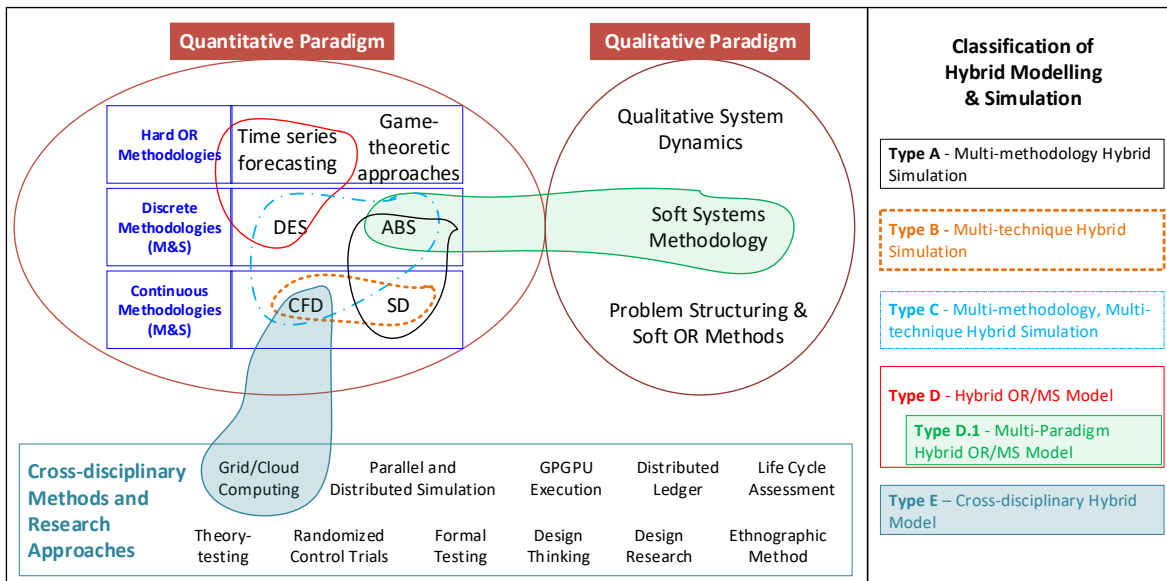 Quantitative Paradigm
Qualitative Paradigm
Hard OR
Methodologies
Time series
forecasting
Game-
theoretic
approaches
Discrete
Methodologies
(M&S)
DES
ABS
Continuous
Methodologies
(M&S)
CFD
SD
Qualitative System
Dynamics
Soft Systems
Methodology
Problem Structuring &
Soft OR Methods
Cross-disciplinary
Methods and
Research
Approaches
Grid/Cloud
Computing
Parallel and
Distributed Simulation
GPGPU
Execution
Distributed
Ledger
Life Cycle
Assessment
Theory-
testing
Randomized
Control Trials
Formal
Testing
Design
Thinking
Design
Research
Ethnographic
Method
Classification of
Hybrid Modelling
& Simulation
Type A - Multi-methodology Hybrid
Simulation
Type B - Multi-technique Hybrid
Simulation
Type C - Multi-methodology, Multi-
technique Hybrid Simulation
Type D - Hybrid OR/MS Model
Type D.1 - Multi-Paradigm
Hybrid OR/MS Model
Type E – Cross-disciplinary Hybrid
Model